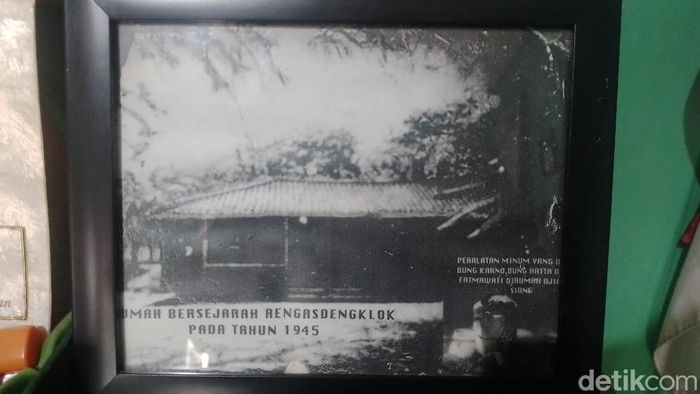 UMAH BERSEJARAH RENGASDENGKLOK
PADA TAHUN 1945
PERALATAN MINUM YANG D
BUNG KARNO,BUNG HATTA D
FATMAWATI DIRUMAH DJI
SIONG
detikcom